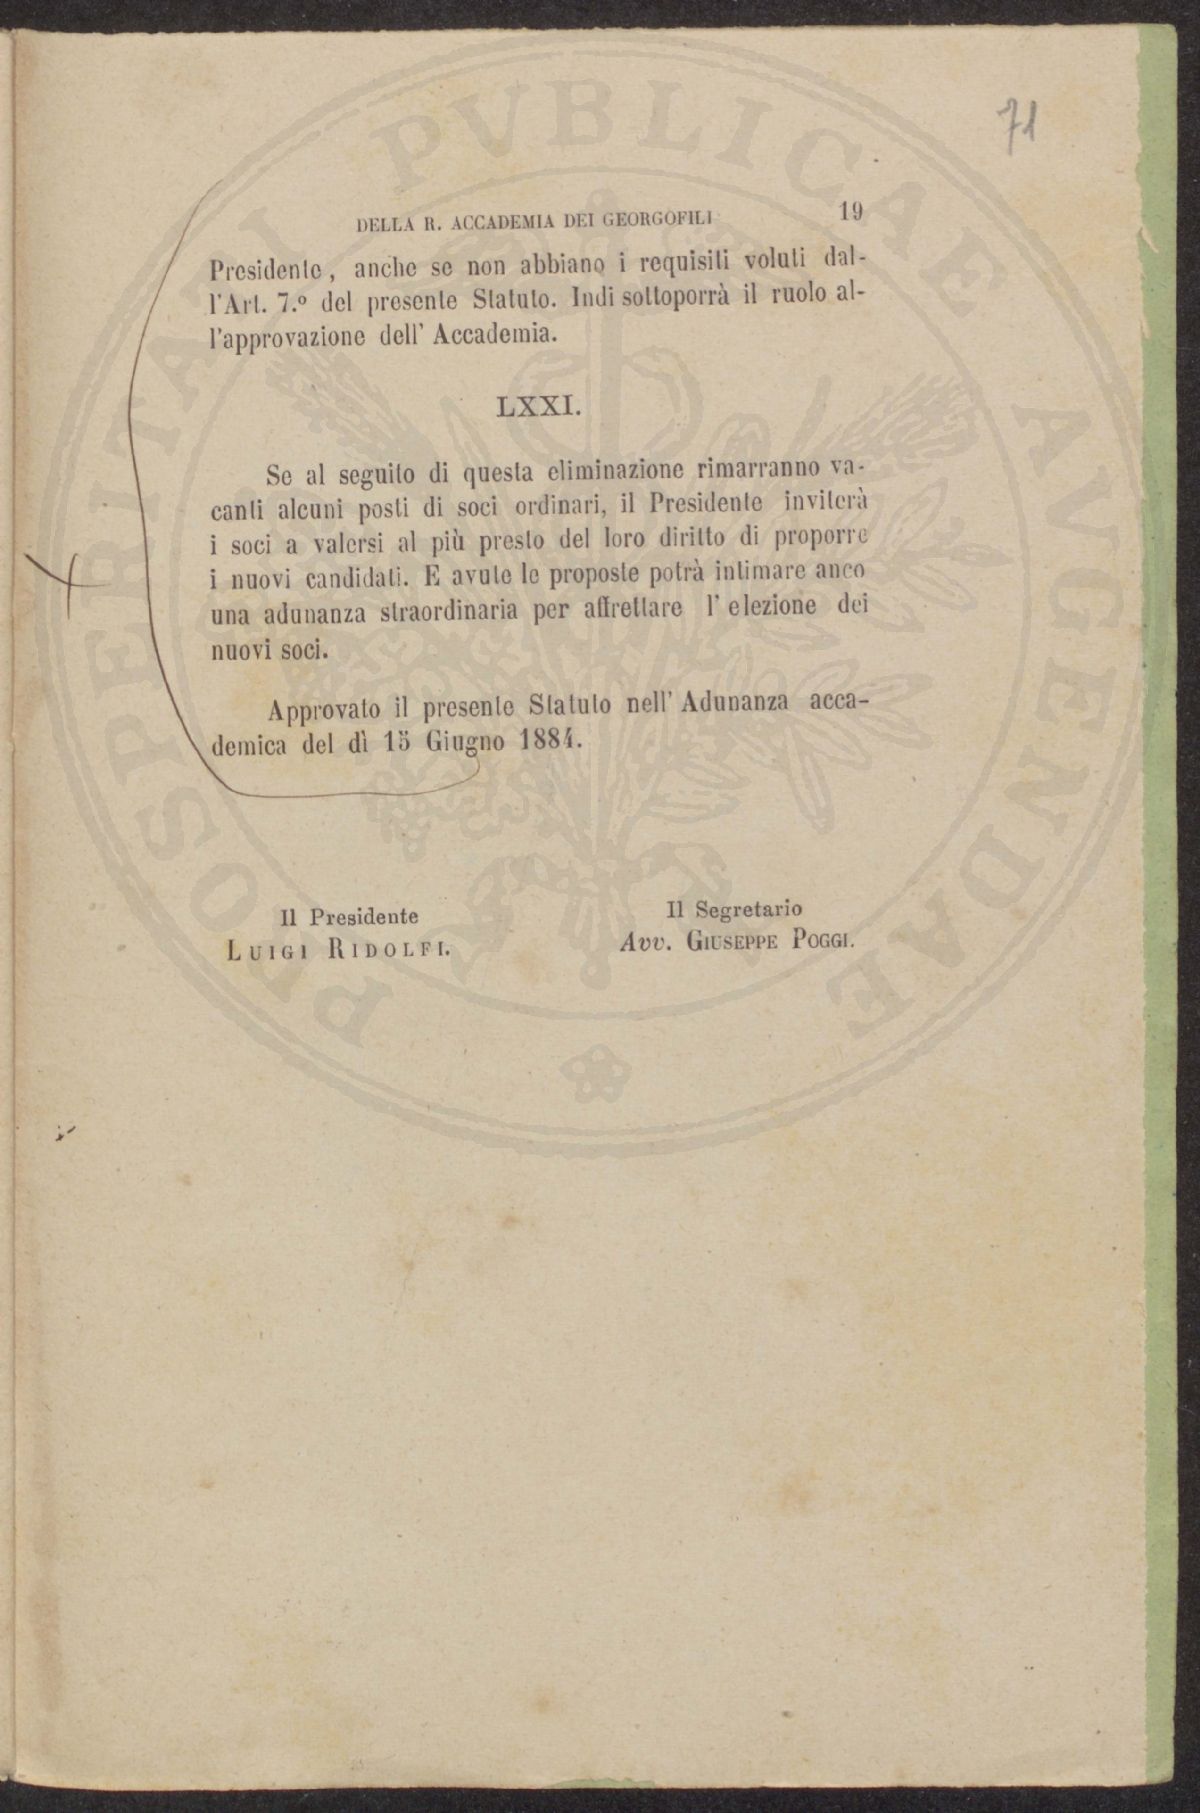 71
DELLA R. ACCADEMIA DEI GEORGOFILI 19
Presidente, anche se non abbiano i requisiti voluti dal-
l'Art. 7.º del presente Statuto. Indi sottoporrà il ruolo al-
l'approvazione dell' Accademia.
LXXI.
Se al seguito di questa eliminazione rimarranno va-
canti alcuni posti di soci ordinari, il Presidente inviterà
i soci a valersi al più presto del loro diritto di proporre
i nuovi candidati. E avute le proposte potrà intimare anco
una adunanza straordinaria per affrettare l' elezione dei
nuovi soci.
Approvato il presente Statuto nell' Adunanza acca-
demica del dì 15 Giugno 1884.
Il Presidente
LUIGI RIDOLFI.
Il Segretario
Avv. GIUSEPPE POGGI.
PROSPERITATI PVBLICAE AVGENDAE